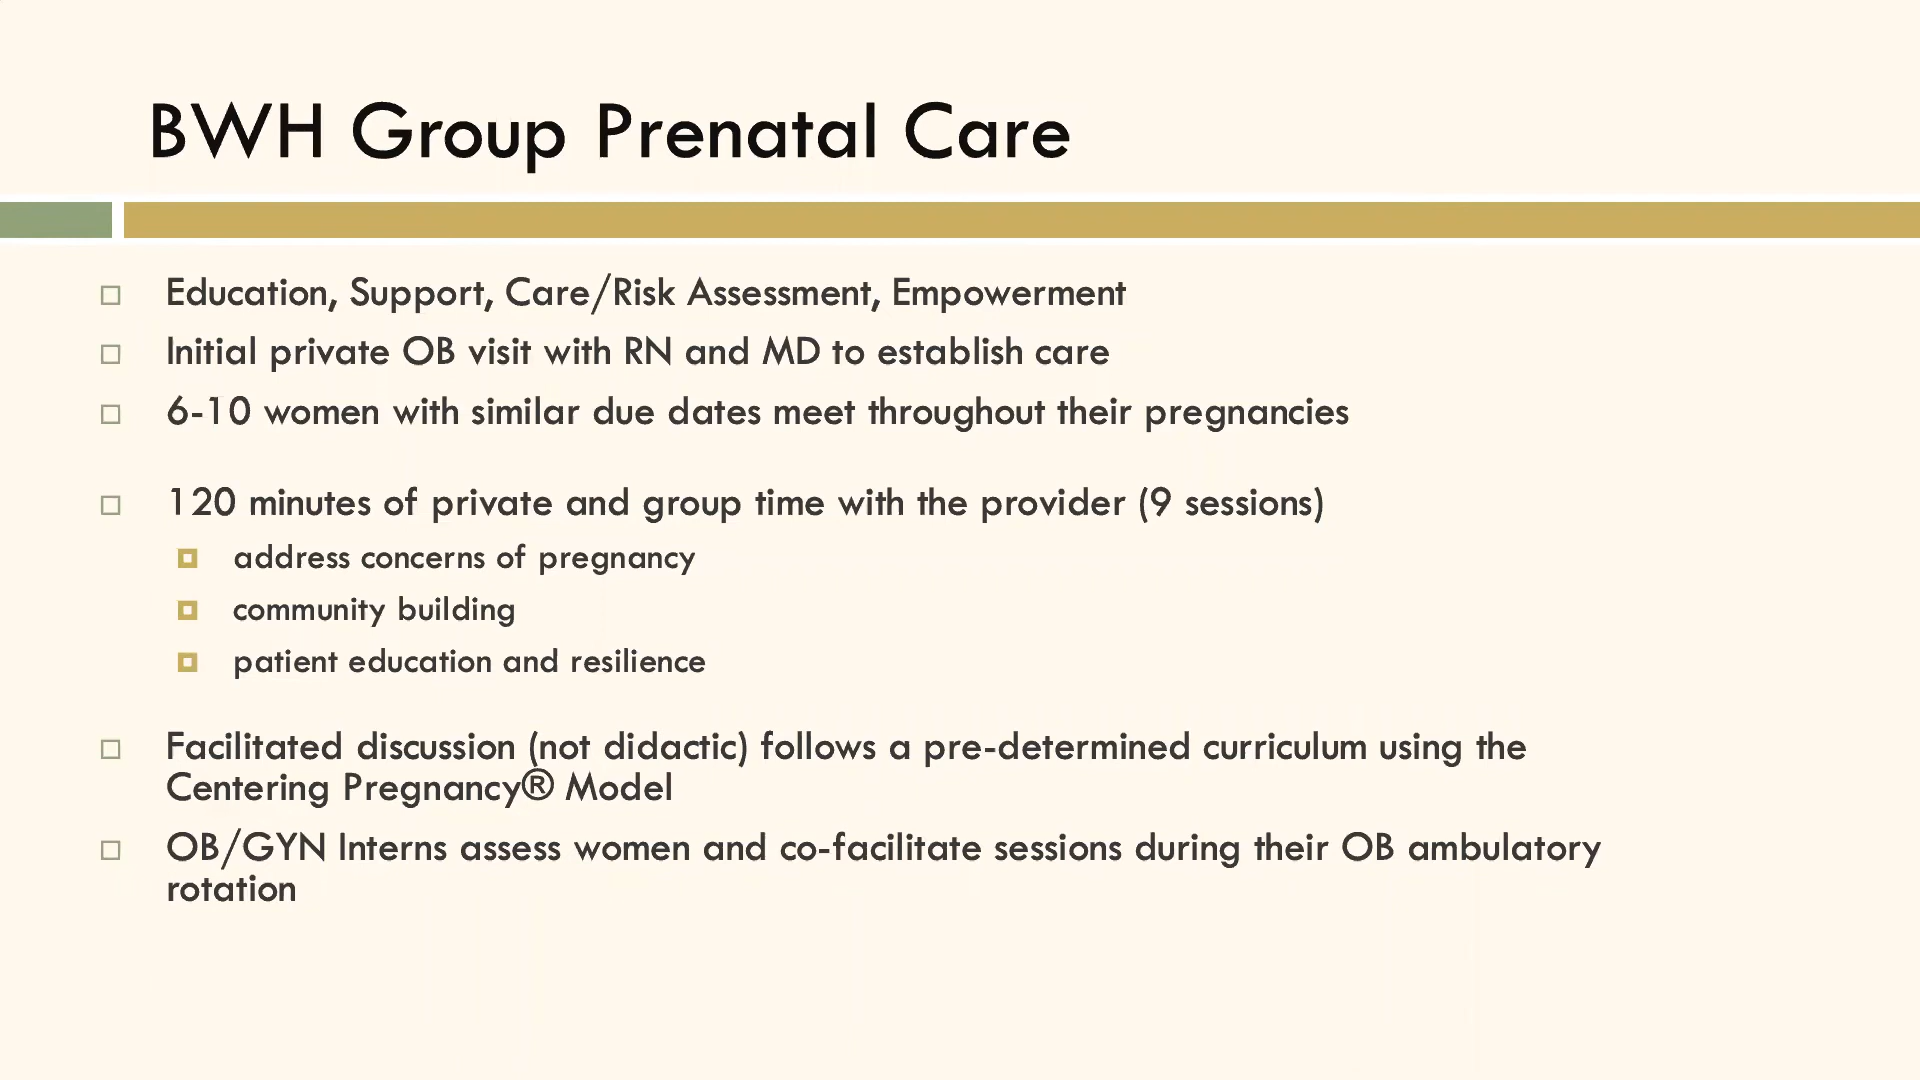 BWH Group Prenatal Care
Education, Support, Care/Risk Assessment, Empowerment
Initial private OB visit with RN and MD to establish care
6-10 women with similar due dates meet throughout their pregnancies
120 minutes of private and group time with the provider (9 sessions)
address concerns of pregnancy
community building
patient education and resilience
Facilitated discussion (not didactic) follows a pre-determined curriculum using the
Centering Pregnancy® Model
OB/GYN Interns assess women and co-facilitate sessions during their OB ambulatory
rotation